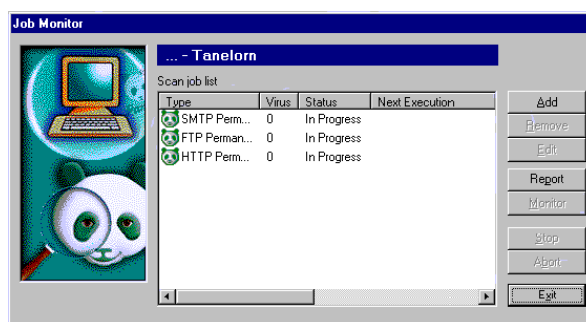 Job Monitor
... - Tanelorn
Scan job list
Type Virus Status Next Execution
SMTP Perm... 0 In Progress
FTP Perman... 0 In Progress
HTTP Perm... 0 In Progress
Add
Remove
Edit
Report
Monitor
Stop
Abort
Exit